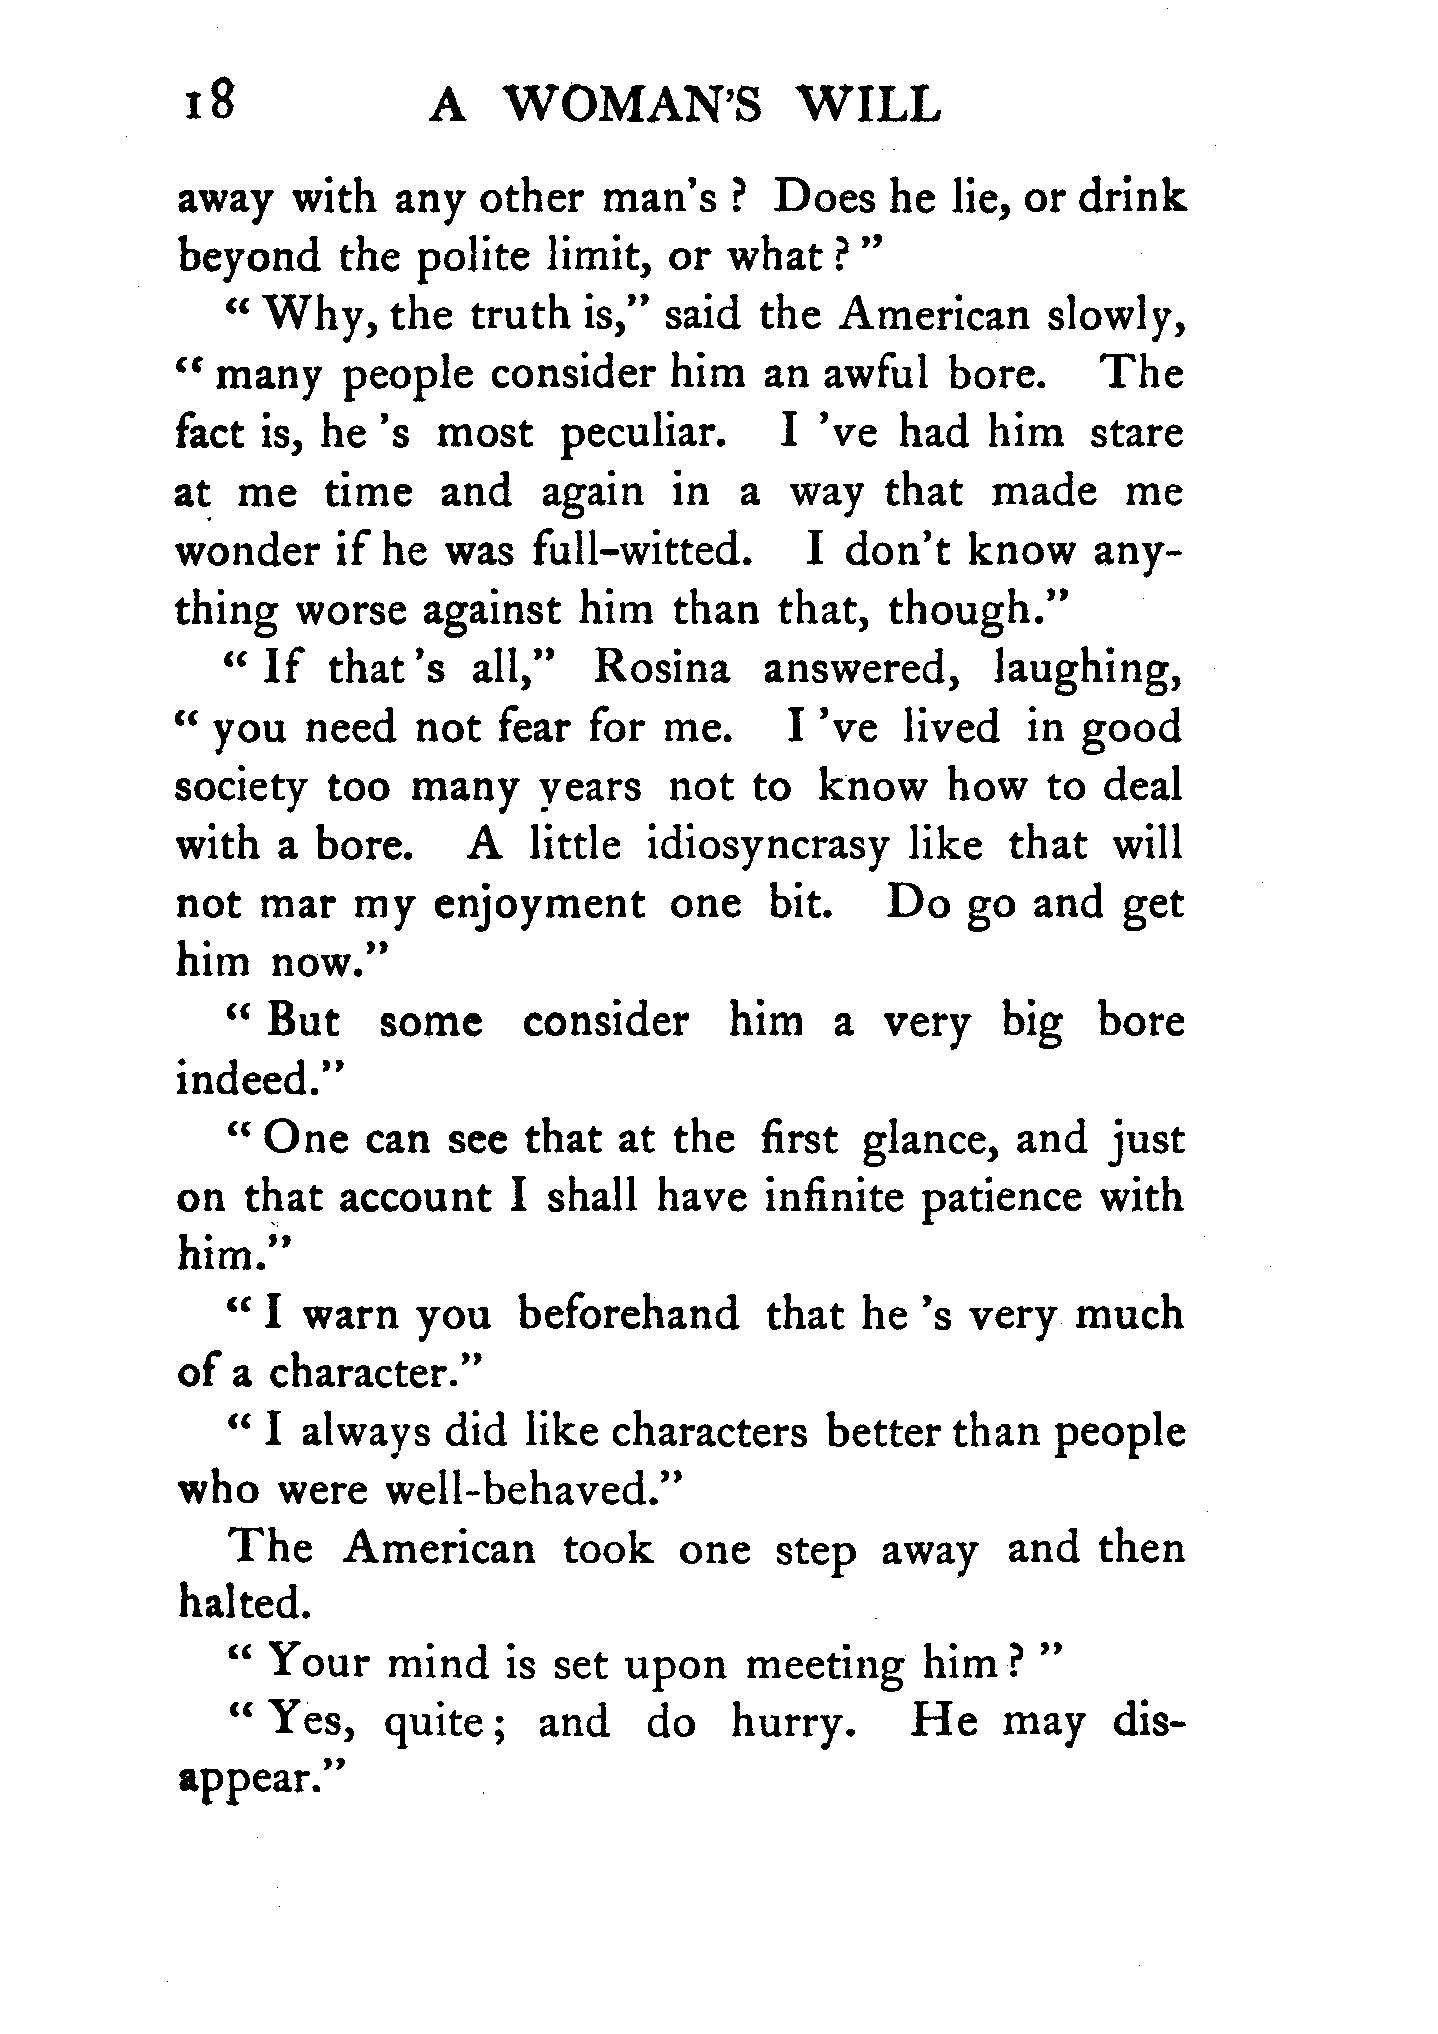 18 A WOMAN'S WILL
away with any other man's? Does he lie, or drink
beyond the polite limit, or what?"
"Why, the truth is," said the American slowly,
"many people consider him an awful bore. The
fact is, he 's most peculiar. I 've had him stare
at me time and again in a way that made me
wonder if he was full-witted. I don't know any-
thing worse against him than that, though."
"If that 's all," Rosina answered, laughing,
"you need not fear for me. I 've lived in good
society too many years not to know how to deal
with a bore. A little idiosyncrasy like that will
not mar my enjoyment one bit. Do go and get
him now."
"But some consider him a very big bore
indeed."
"One can see that at the first glance, and just
on that account I shall have infinite patience with
him."
"I warn you beforehand that he 's very much
of a character."
"I always did like characters better than people
who were well-behaved."
The American took one step away and then
halted.
"Your mind is set upon meeting him?"
"Yes, quite; and do hurry. He may dis-
appear."